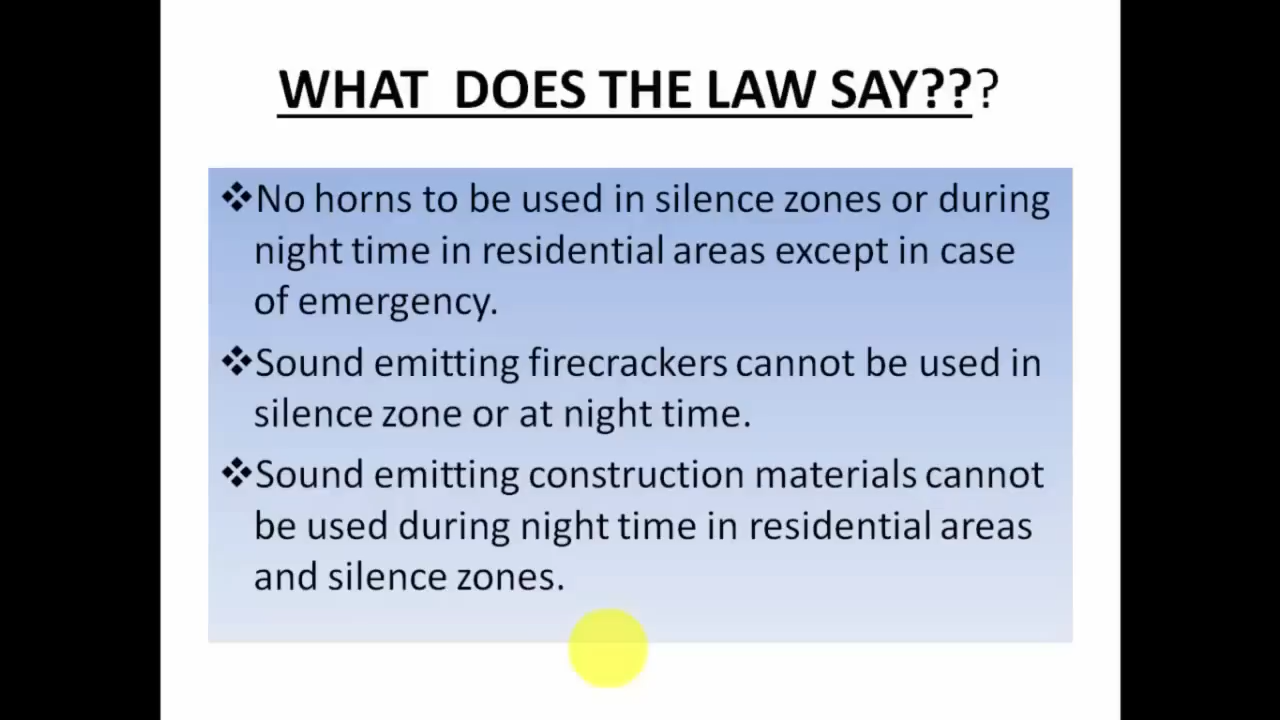 WHAT DOES THE LAW SAY???
❖No horns to be used in silence zones or during
night time in residential areas except in case
of emergency.
❖Sound emitting firecrackers cannot be used in
silence zone or at night time.
❖Sound emitting construction materials cannot
be used during night time in residential areas
and silence zones.